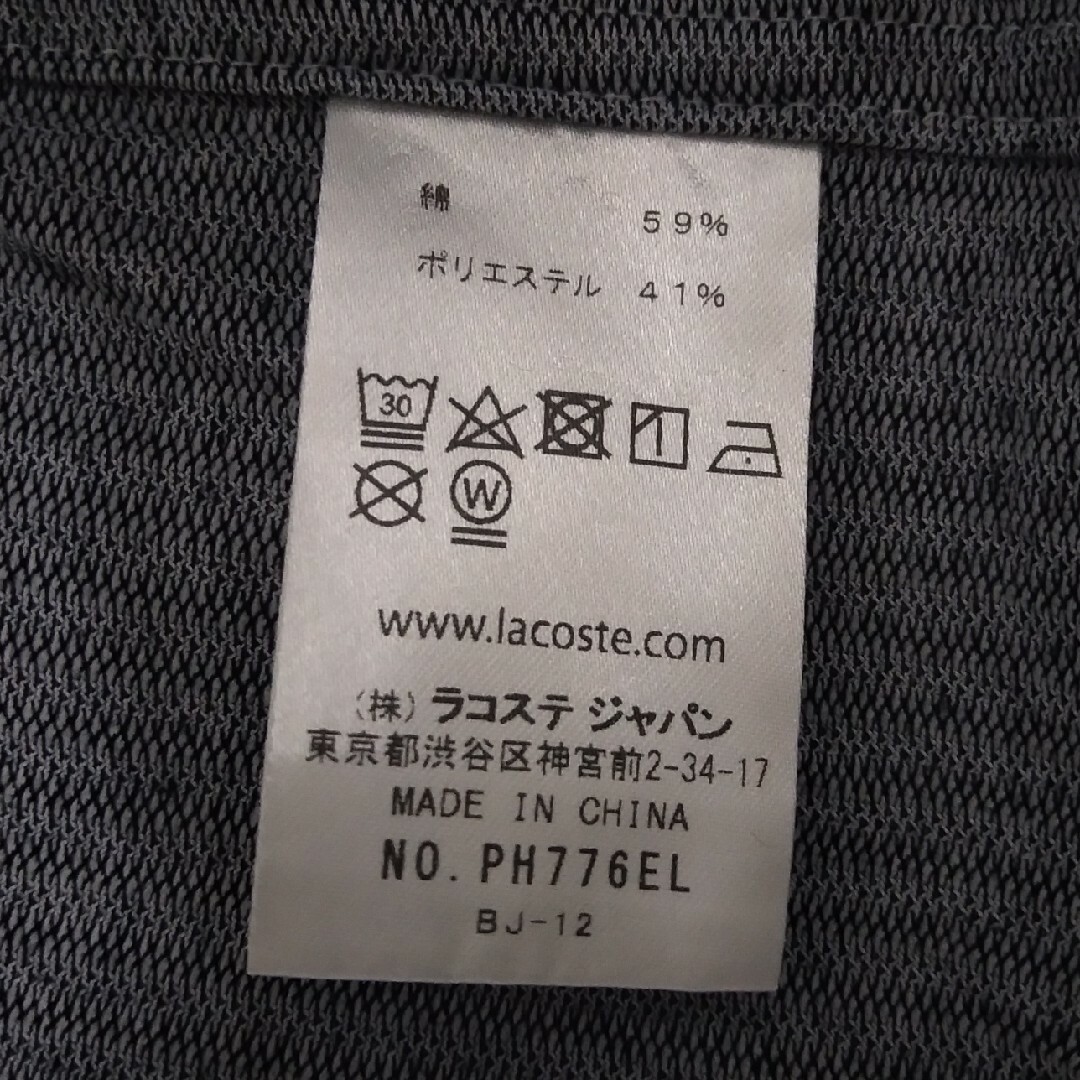 綿 59%
ポリエステル 41%
30
W
www.lacoste.com
(株)ラコステ ジャパン
東京都渋谷区神宮前2-34-17
MADE IN CHINA
NO. PH776EL
BJ-12